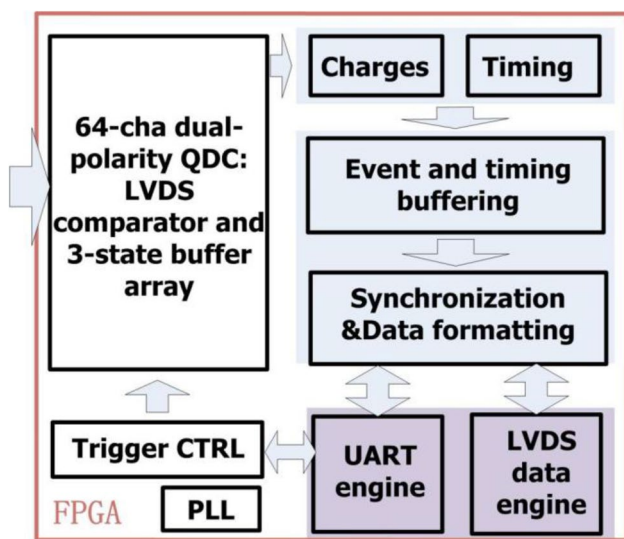 64-cha dual-
polarity QDC:
LVDS
comparator and
3-state buffer
array
Charges
Timing
Event and timing
buffering
Synchronization
&Data formatting
Trigger CTRL
UART
engine
LVDS
data
engine
FPGA
PLL